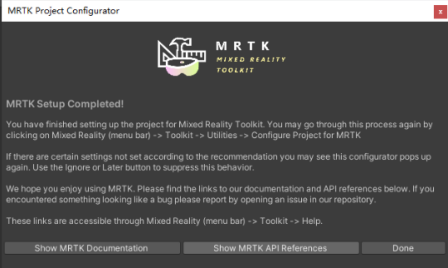 MRTK Project Configurator
x
MRTK
MIXED REALITY
TOOLKIT
MRTK Setup Completed!
You have finished setting up the project for Mixed Reality Toolkit. You may go through this process again by
clicking on Mixed Reality (menu bar) -> Toolkit -> Utilities -> Configure Project for MRTK
If there are certain settings not set according to the recommendation you may see this configurator pops up
again. Use the Ignore or Later button to suppress this behavior.
We hope you enjoy using MRTK. Please find the links to our documentation and API references below. If you
encountered something looking like a bug please report by opening an issue in our repository.
These links are accessible through Mixed Reality (menu bar) -> Toolkit -> Help.
Show MRTK Documentation
Show MRTK API References
Done